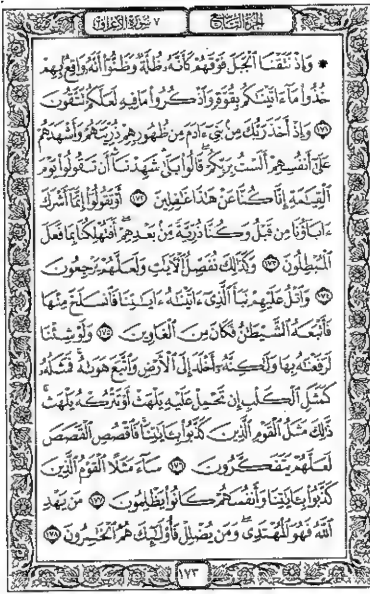 الجزء التاسع
٧ سورة الأعراف
۞ وَإِذۡ نَتَقۡنَا ٱلۡجَبَلَ فَوۡقَهُمۡ كَأَنَّهُۥ ظُلَّةٞ وَظَنُّوٓاْ أَنَّهُۥ وَاقِعُۢ بِهِمۡ
خُذُواْ مَآ ءَاتَيۡنَٰكُم بِقُوَّةٖ وَٱذۡكُرُواْ مَا فِيهِ لَعَلَّكُمۡ تَتَّقُونَ
١٧١ وَإِذۡ أَخَذَ رَبُّكَ مِنۢ بَنِيٓ ءَادَمَ مِن ظُهُورِهِمۡ ذُرِّيَّتَهُمۡ وَأَشۡهَدَهُمۡ
عَلَىٰٓ أَنفُسِهِمۡ أَلَسۡتُ بِرَبِّكُمۡۖ قَالُواْ بَلَىٰ شَهِدۡنَآۚ أَن تَقُولُواْ يَوۡمَ
ٱلۡقِيَٰمَةِ إِنَّا كُنَّا عَنۡ هَٰذَا غَٰفِلِينَ ١٧٢ أَوۡ تَقُولُوٓاْ إِنَّمَآ أَشۡرَكَ
ءَابَآؤُنَا مِن قَبۡلُ وَكُنَّا ذُرِّيَّةٗ مِّنۢ بَعۡدِهِمۡۖ أَفَتُهۡلِكُنَا بِمَا فَعَلَ
ٱلۡمُبۡطِلُونَ ١٧٣ وَكَذَٰلِكَ نُفَصِّلُ ٱلۡأٓيَٰتِ وَلَعَلَّهُمۡ يَرۡجِعُونَ
١٧٤ وَٱتۡلُ عَلَيۡهِمۡ نَبَأَ ٱلَّذِيٓ ءَاتَيۡنَٰهُ ءَايَٰتِنَا فَٱنسَلَخَ مِنۡهَا
فَأَتۡبَعَهُ ٱلشَّيۡطَٰنُ فَكَانَ مِنَ ٱلۡغَاوِينَ ١٧٥ وَلَوۡ شِئۡنَا
لَرَفَعۡنَٰهُ بِهَا وَلَٰكِنَّهُۥٓ أَخۡلَدَ إِلَى ٱلۡأَرۡضِ وَٱتَّبَعَ هَوَىٰهُۚ فَمَثَلُهُۥ
كَمَثَلِ ٱلۡكَلۡبِ إِن تَحۡمِلۡ عَلَيۡهِ يَلۡهَثۡ أَوۡ تَتۡرُكۡهُ يَلۡهَثۚ
ذَّٰلِكَ مَثَلُ ٱلۡقَوۡمِ ٱلَّذِينَ كَذَّبُواْ بِـَٔايَٰتِنَاۚ فَٱقۡصُصِ ٱلۡقَصَصَ
لَعَلَّهُمۡ يَتَفَكَّرُونَ ١٧٦ سَآءَ مَثَلًا ٱلۡقَوۡمُ ٱلَّذِينَ
كَذَّبُواْ بِـَٔايَٰتِنَا وَأَنفُسَهُمۡ كَانُواْ يَظۡلِمُونَ ١٧٧ مَن يَهۡدِ
ٱللَّهُ فَهُوَ ٱلۡمُهۡتَدِيۖ وَمَن يُضۡلِلۡ فَأُوْلَٰٓئِكَ هُمُ ٱلۡخَٰسِرُونَ ١٧٨
١٧٣